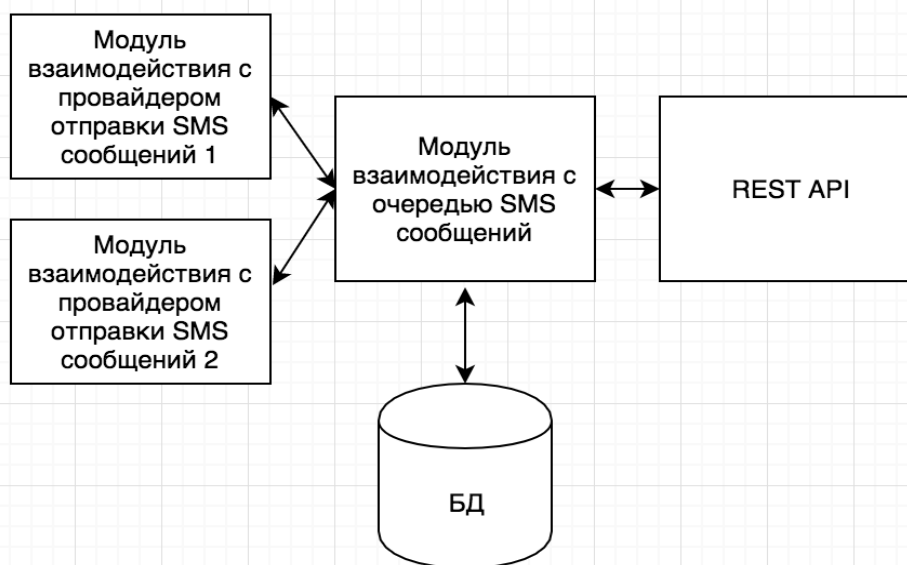 Модуль
взаимодействия с
провайдером
отправки SMS
сообщений 1
Модуль
взаимодействия с
очередью SMS
сообщений
REST API
Модуль
взаимодействия с
провайдером
отправки SMS
сообщений 2
БД